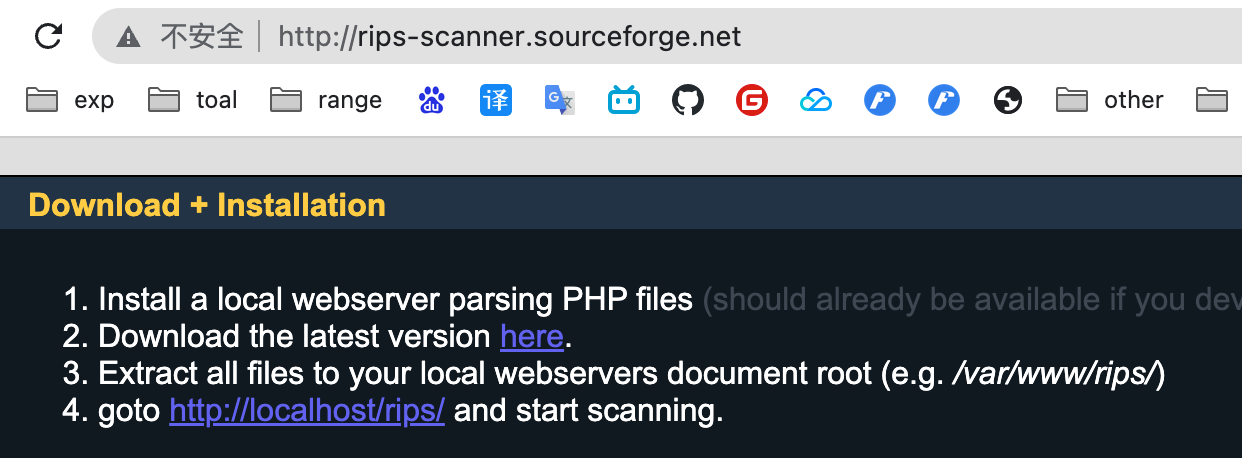 不安全 http://rips-scanner.sourceforge.net
exp toal range du 译 G 文 G other
Download + Installation
1. Install a local webserver parsing PHP files (should already be available if you dev
2. Download the latest version here.
3. Extract all files to your local webservers document root (e.g. /var/www/rips/)
4. goto http://localhost/rips/ and start scanning.